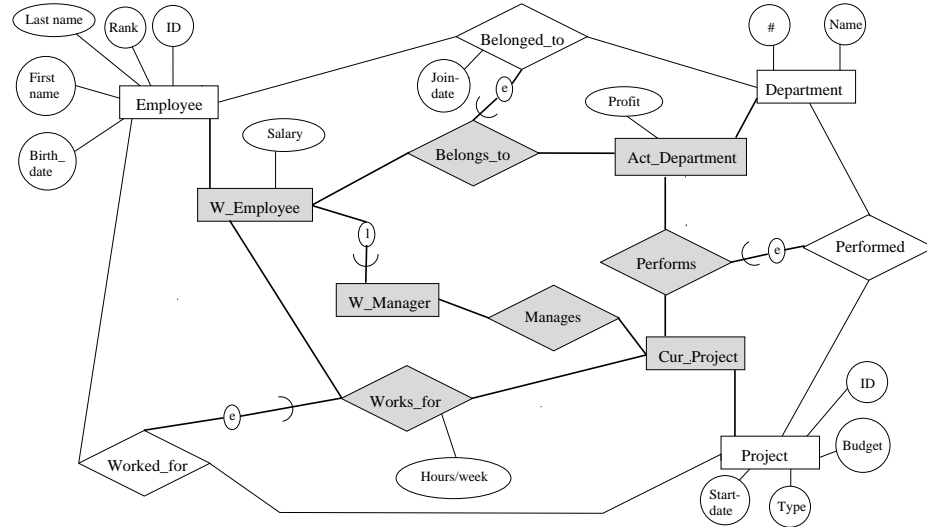 Last name
Rank
ID
Belonged_to
#
Name
First
name
Join-
date
e
Employee
Department
Profit
Birth_
date
Salary
Belongs_to
Act_Department
W_Employee
1
Performs
e
Performed
W_Manager
Manages
Cur_Project
ID
Works_for
e
Budget
Worked_for
Project
Hours/week
Start-
date
Type